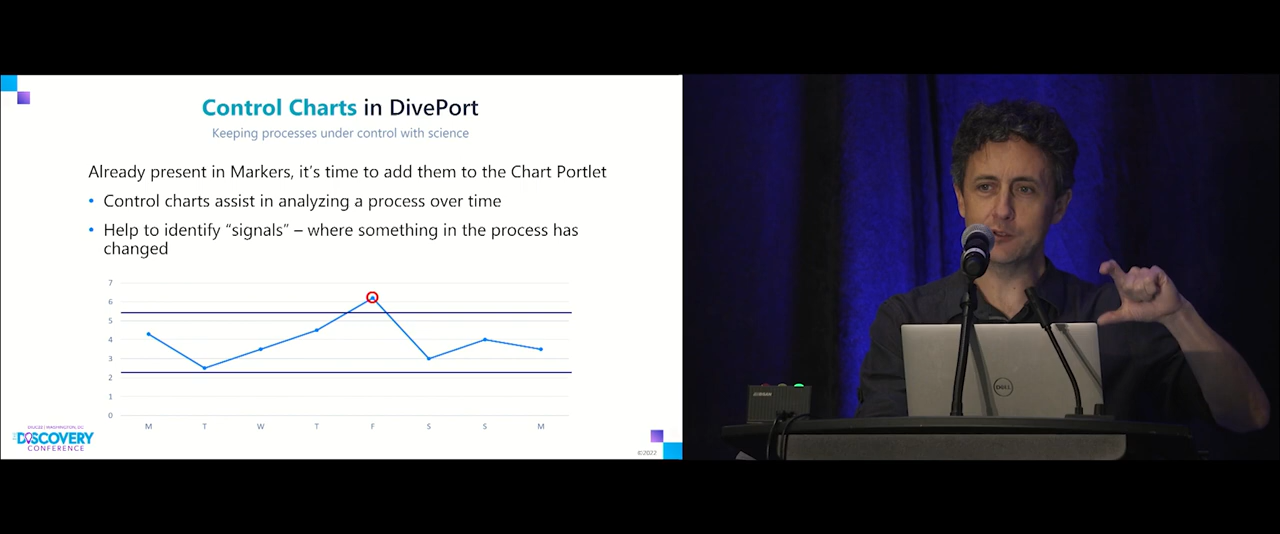 Control Charts in DivePort
Keeping processes under control with science
Already present in Markers, it's time to add them to the Chart Portlet
• Control charts assist in analyzing a process over time
• Help to identify “signals” – where something in the process has
changed
7
6
5
4
3
2
1
0
M T W T F S S M
DISCOVERY
CONFERENCE
©2022
DELL